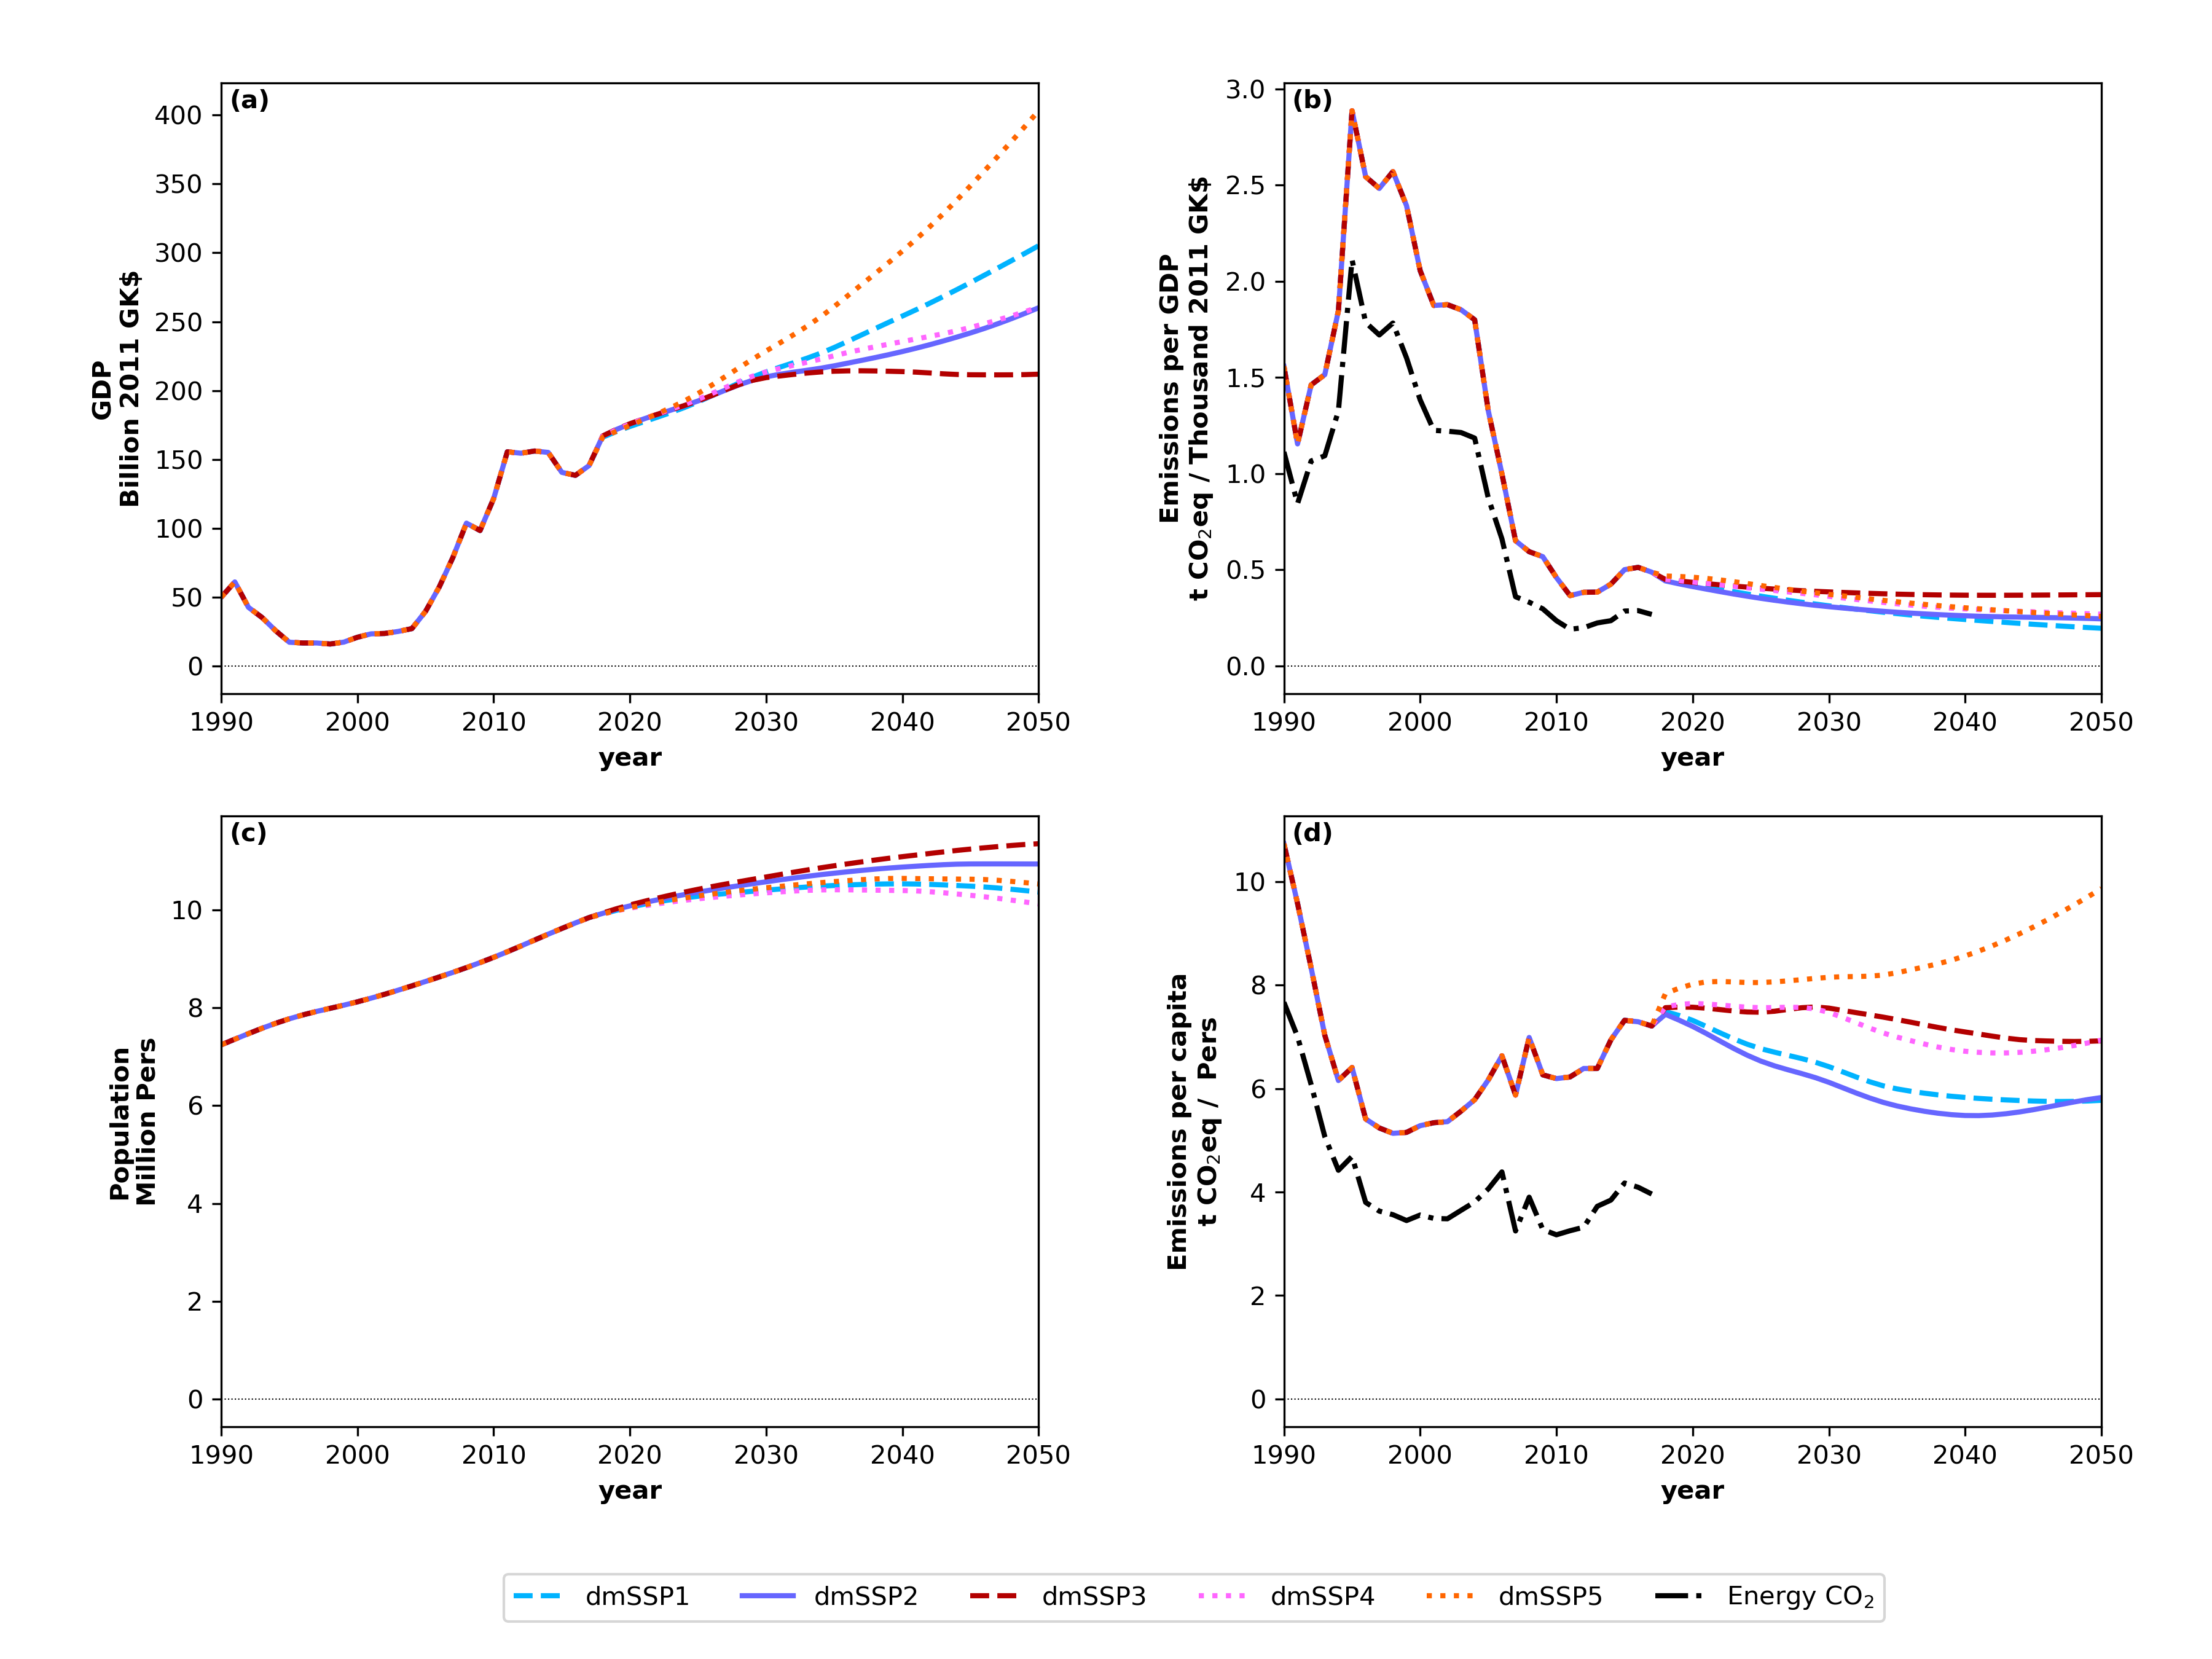 (a)
GDP
Billion 2011 GK$
400
350
300
250
200
150
100
50
0
1990 2000 2010 2020 2030 2040 2050
year
(b)
Emissions per GDP
t CO₂eq / Thousand 2011 GK$
3.0
2.5
2.0
1.5
1.0
0.5
0.0
1990 2000 2010 2020 2030 2040 2050
year
(c)
Population
Million Pers
10
8
6
4
2
0
1990 2000 2010 2020 2030 2040 2050
year
(d)
Emissions per capita
t CO₂eq / Pers
10
8
6
4
2
0
1990 2000 2010 2020 2030 2040 2050
year
dmSSP1 dmSSP2 dmSSP3 dmSSP4 dmSSP5 Energy CO₂